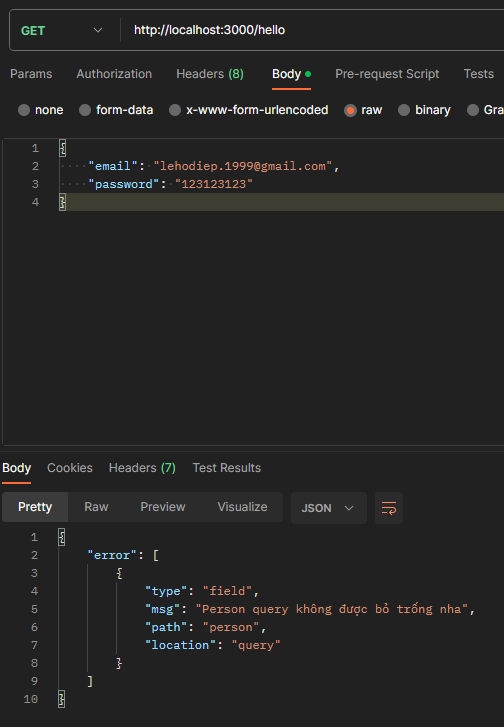 GET http://localhost:3000/hello
Params Authorization Headers (8) Body Pre-request Script Tests
none form-data x-www-form-urlencoded raw binary Gra
1 {
2 ····"email":·"lehodiep.1999@gmail.com",
3 ····"password":·"123123123"
4 }
Body Cookies Headers (7) Test Results
Pretty Raw Preview Visualize JSON
1 {
2 "error": [
3 {
4 "type": "field",
5 "msg": "Person query không được bỏ trống nha",
6 "path": "person",
7 "location": "query"
8 }
9 ]
10 }